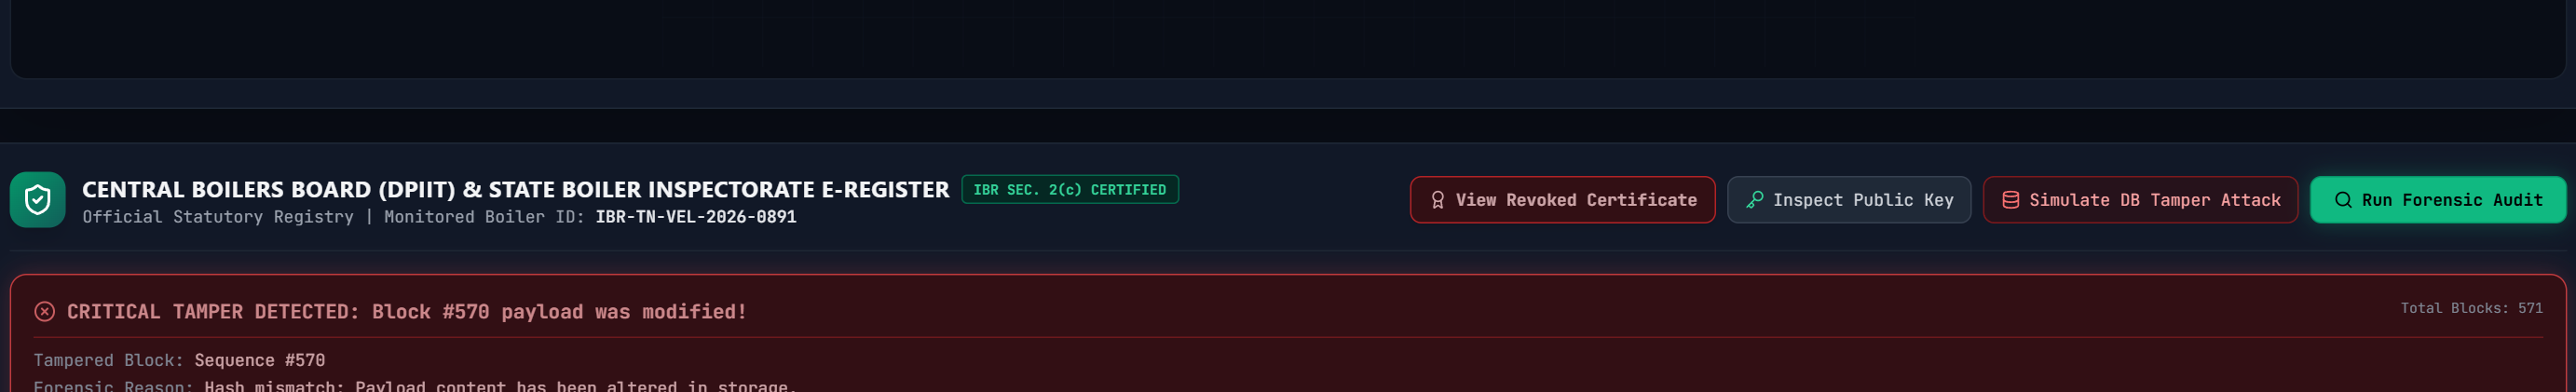 CENTRAL BOILERS BOARD (DPIIT) & STATE BOILER INSPECTORATE E-REGISTER
IBR SEC. 2(c) CERTIFIED
Official Statutory Registry | Monitored Boiler ID: IBR-TN-VEL-2026-0891
View Revoked Certificate
Inspect Public Key
Simulate DB Tamper Attack
Run Forensic Audit
CRITICAL TAMPER DETECTED: Block #570 payload was modified!
Total Blocks: 571
Tampered Block: Sequence #570
Forensic Reason: Hash mismatch: Payload content has been altered in storage.